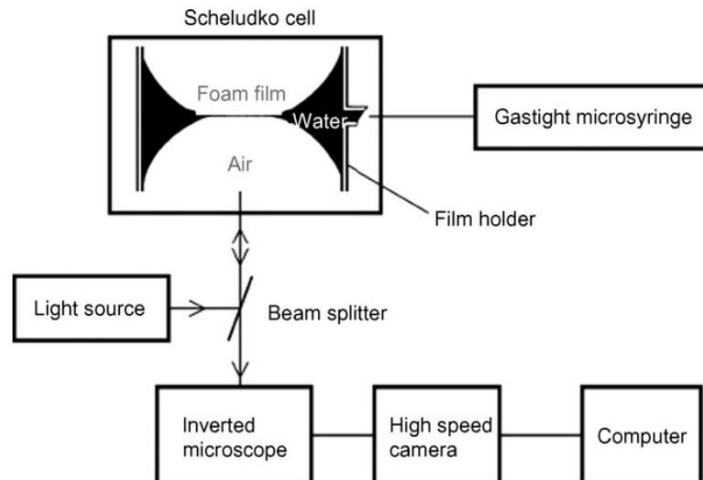 Scheludko cell
Foam film
Water
Gastight microsyringe
Air
Film holder
Light source
Beam splitter
Inverted
microscope
High speed
camera
Computer